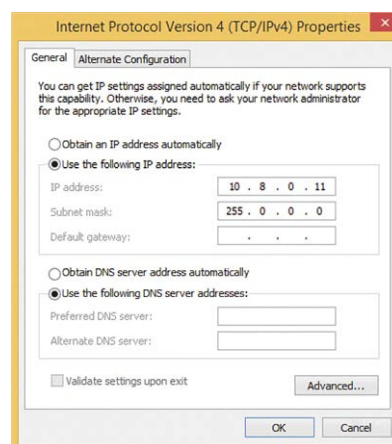 Internet Protocol Version 4 (TCP/IPv4) Properties
General
Alternate Configuration
You can get IP settings assigned automatically if your network supports
this capability. Otherwise, you need to ask your network administrator
for the appropriate IP settings.
Obtain an IP address automatically
Use the following IP address:
IP address: 10 . 8 . 0 . 11
Subnet mask: 255 . 0 . 0 . 0
Default gateway: . . .
Obtain DNS server address automatically
Use the following DNS server addresses:
Preferred DNS server:
Alternate DNS server:
Validate settings upon exit
Advanced...
OK Cancel